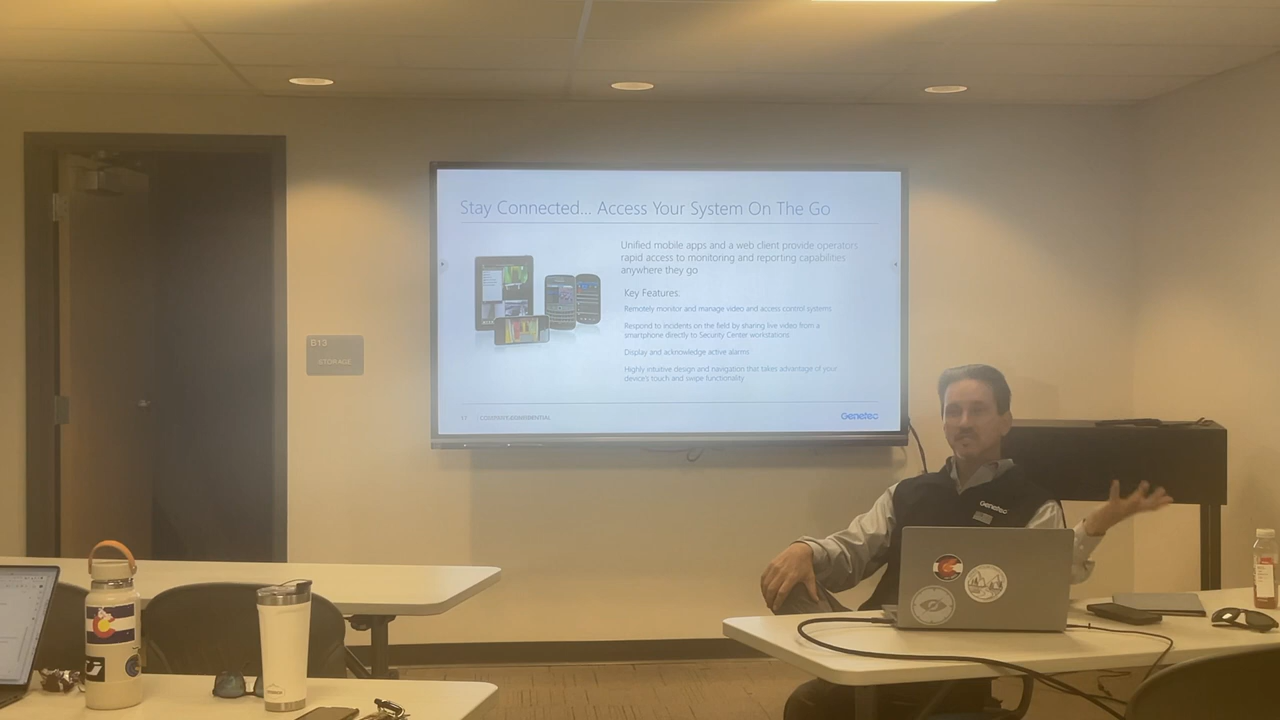 Stay Connected... Access Your System On The Go
Unified mobile apps and a web client provide operators
rapid access to monitoring and reporting capabilities
anywhere they go
Key Features:
Remotely monitor and manage video and access control systems
Respond to incidents on the field by sharing live video from a
smartphone directly to Security Center workstations
Display and acknowledge active alarms
Highly intuitive design and navigation that takes advantage of your
device's touch and swipe functionality
Genetec
B13
STORAGE
Genetec